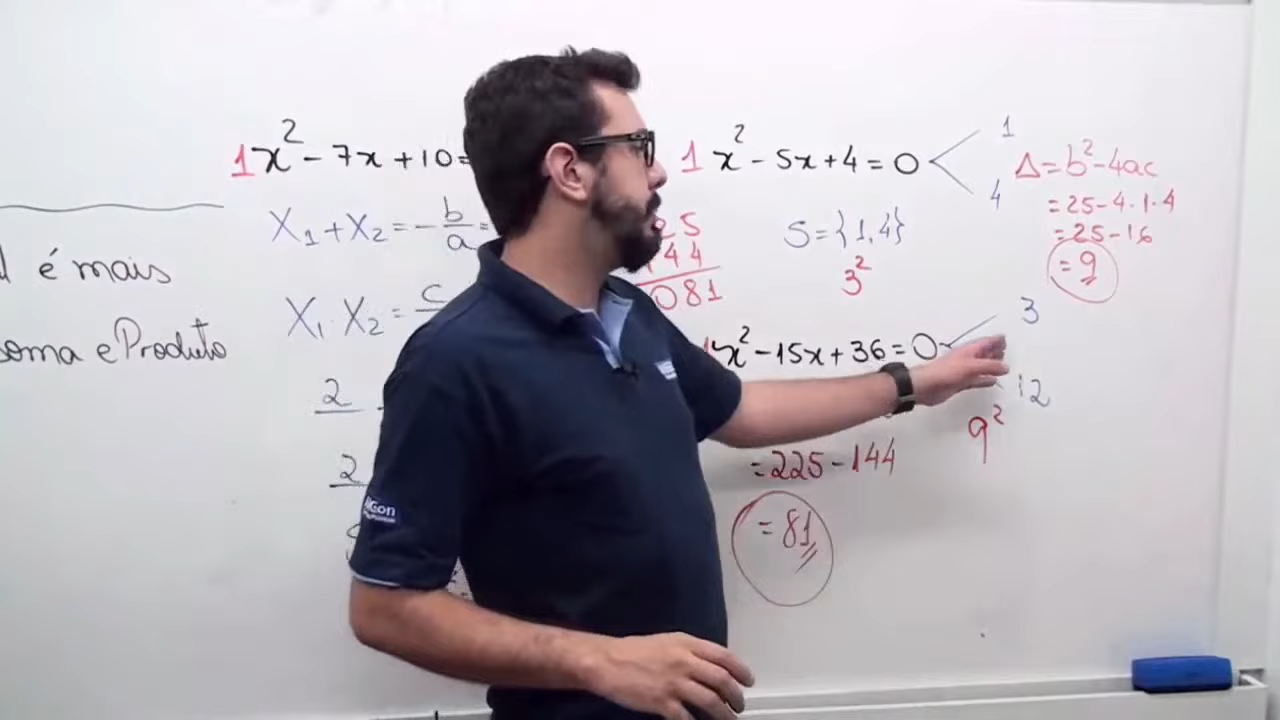 é mais
e Produto
1x² - 7x + 10 =
X₁ + X₂ = - b/a =
X₁ . X₂ = c
2
2
1x² - 5x + 4 = 0
1
4
S = {1,4}
3²
25
44
081
Δ = b² - 4ac
= 25 - 4 . 1 . 4
= 25 - 16
= 9
x² - 15x + 36 = 0
3
12
9²
= 225 - 144
= 81